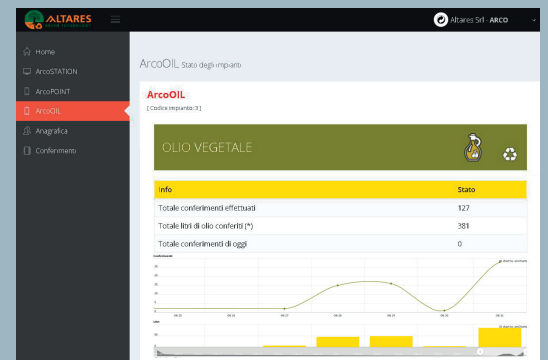 ALTARES
Altares Srl - ARCO
Home
ArcoSTATION
ArcoPOINT
ArcoOIL
Anagrafica
Conferimenti
ArcoOIL Stato degli impianti
ArcoOIL
[ Codice impianto: 3 ]
OLIO VEGETALE
Info Stato
Totale conferimenti effettuati 127
Totale litri di olio conferiti (*) 381
Totale conferimenti di oggi 0
Conferimenti